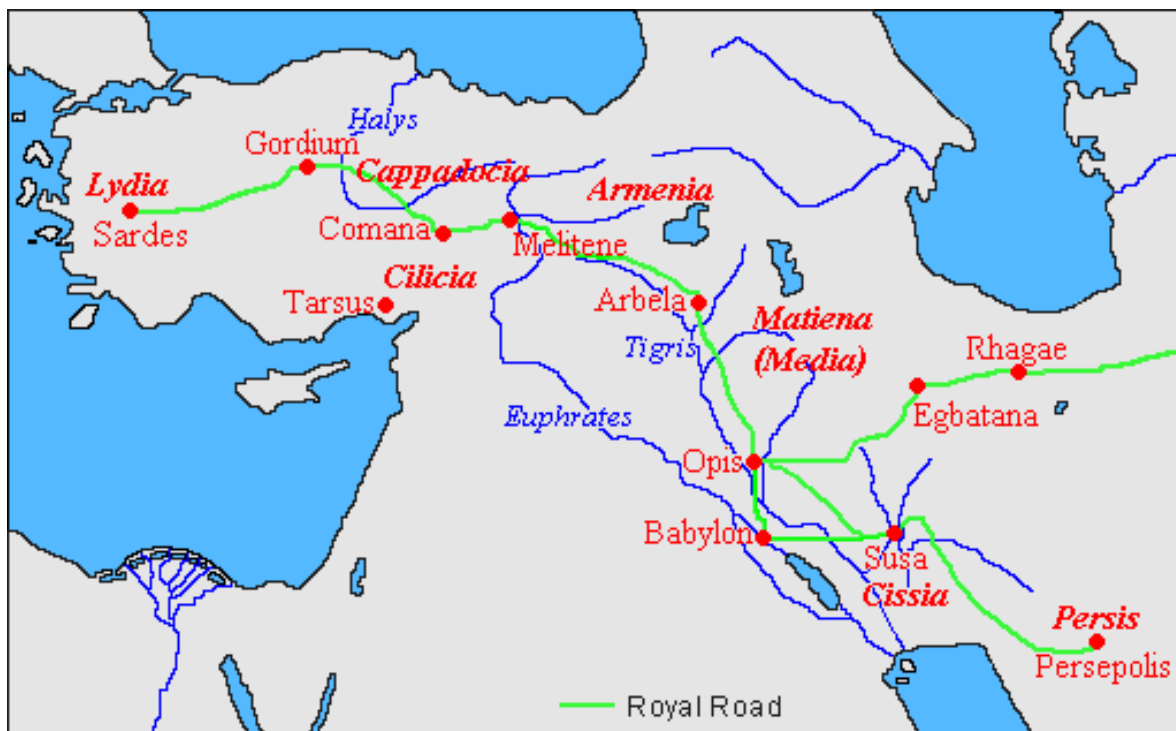 Halys
Gordium
Cappadocia
Lydia
Armenia
Sardes
Comana
Melitene
Cilicia
Tarsus
Arbela
Matiena
(Media)
Tigris
Rhagae
Euphrates
Egbatana
Opis
Babylon
Susa
Cissia
Persis
Persepolis
Royal Road